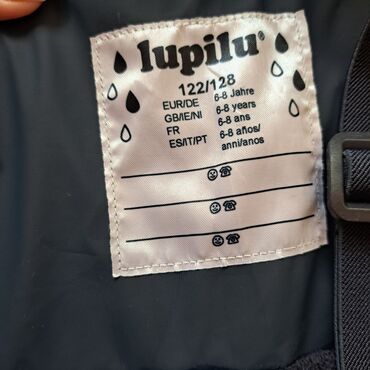 lupilu®
122/128
EUR/DE 6-8 Jahre
GB/IE/NI 6-8 years
FR 6-8 ans
ES/IT/PT 6-8 años/
anni/anos